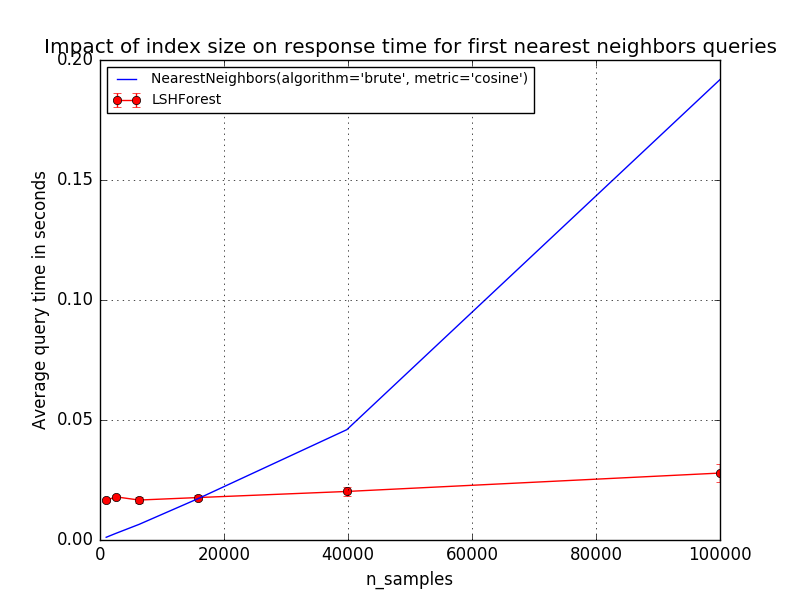 Impact of index size on response time for first nearest neighbors queries
NearestNeighbors(algorithm='brute', metric='cosine')
LSHForest
Average query time in seconds
0.20
0.15
0.10
0.05
0.00
0 20000 40000 60000 80000 100000
n_samples